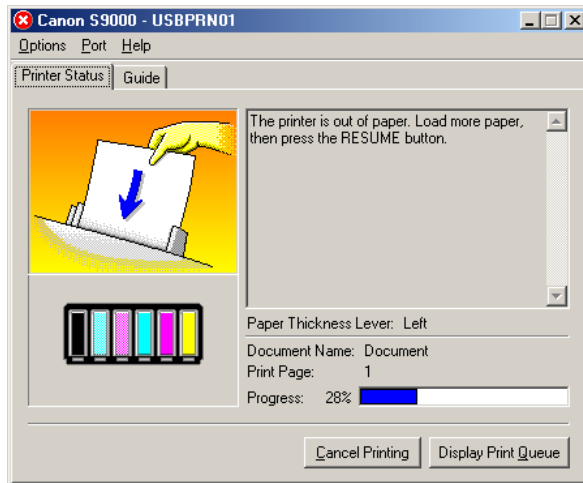 Canon S9000 - USBPRN01
Options Port Help
Printer Status Guide
The printer is out of paper. Load more paper,
then press the RESUME button.
Paper Thickness Lever: Left
Document Name: Document
Print Page: 1
Progress: 28%
Cancel Printing Display Print Queue